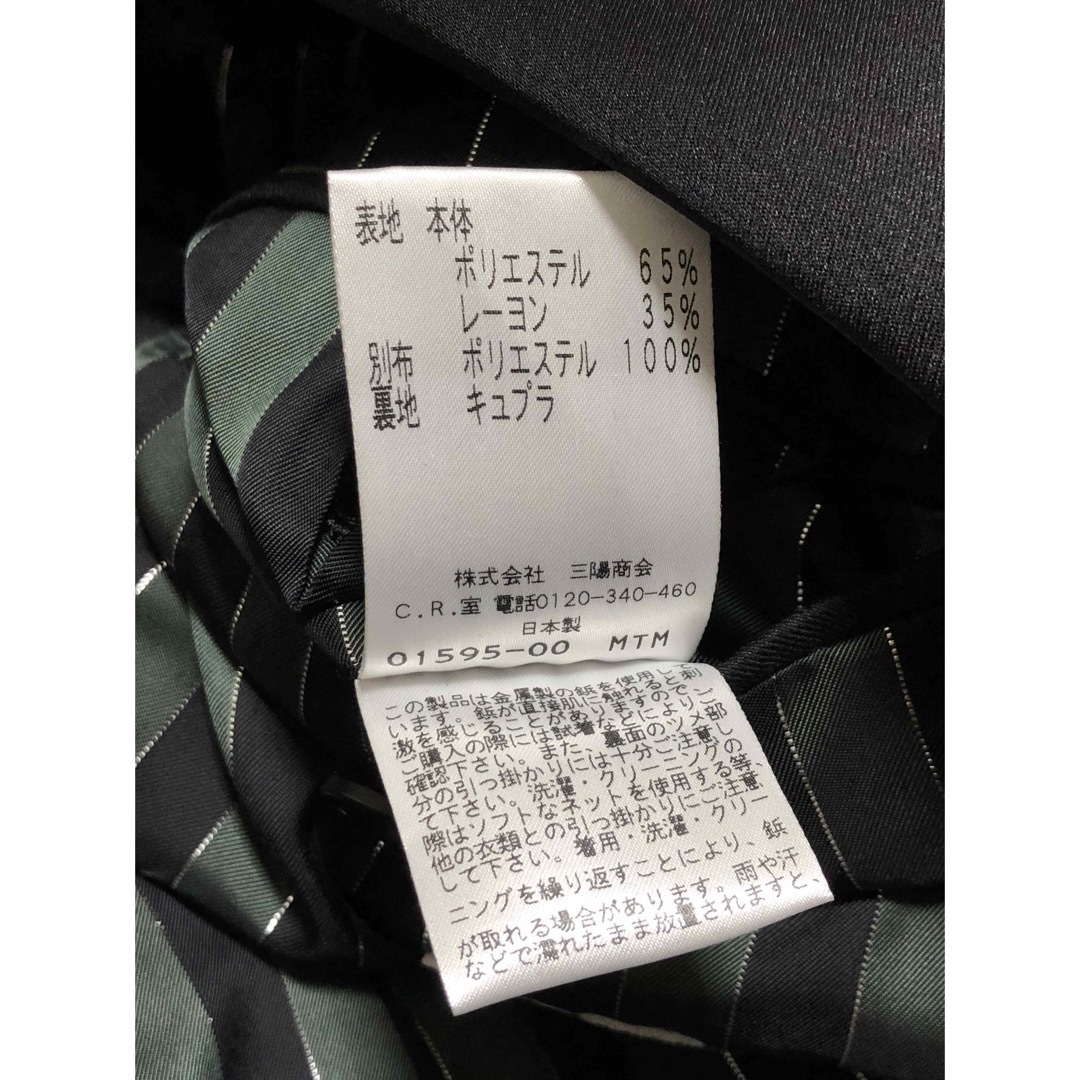 表地 本体
ポリエステル 65%
レーヨン 35%
別布 ポリエステル 100%
裏地 キュプラ
株式会社 三陽商会
C.R.室 電話0120-340-460
日本製
01595-00 MTM
この製品は金属製の鋲を使用して
います。鋲が直接肌に触れると刺
激を感じることがありますので、
ご購入の際には試着などによりご
確認下さい。また、裏面のツメ部
分の引っ掛かりには十分ご注意し
て下さい。洗濯・クリーニングの
際はソフトなネットを使用する等、
他の衣類との引っ掛かりにご注意
して下さい。着用・洗濯・クリー
ニングを繰り返すことにより、鋲
が取れる場合があります。雨や汗
などで濡れたまま放置されますと、